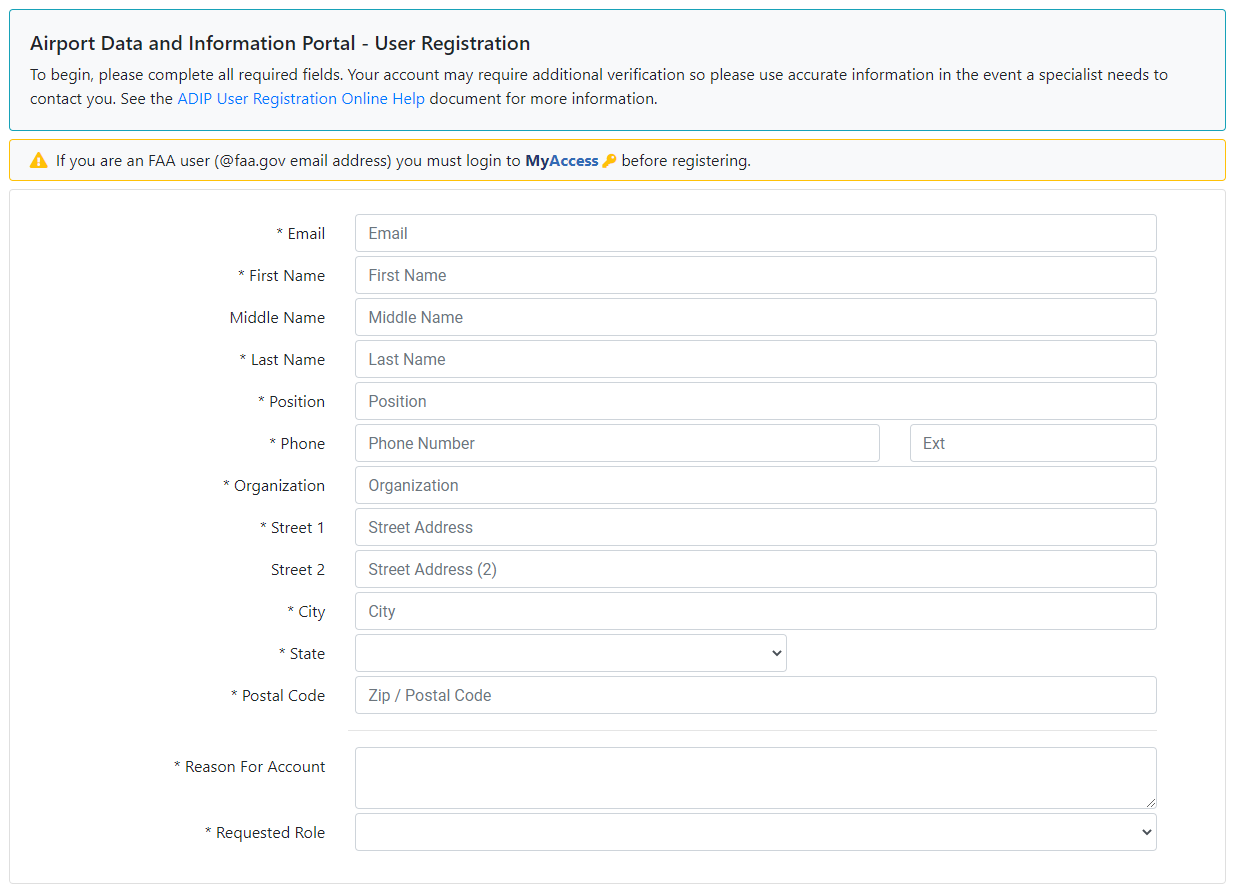 Airport Data and Information Portal - User Registration
To begin, please complete all required fields. Your account may require additional verification so please use accurate information in the event a specialist needs to
contact you. See the ADIP User Registration Online Help document for more information.
If you are an FAA user (@faa.gov email address) you must login to MyAccess before registering.
* Email Email
* First Name First Name
Middle Name Middle Name
* Last Name Last Name
* Position Position
* Phone Phone Number Ext
* Organization Organization
* Street 1 Street Address
Street 2 Street Address (2)
* City City
* State
* Postal Code Zip / Postal Code
* Reason For Account
* Requested Role